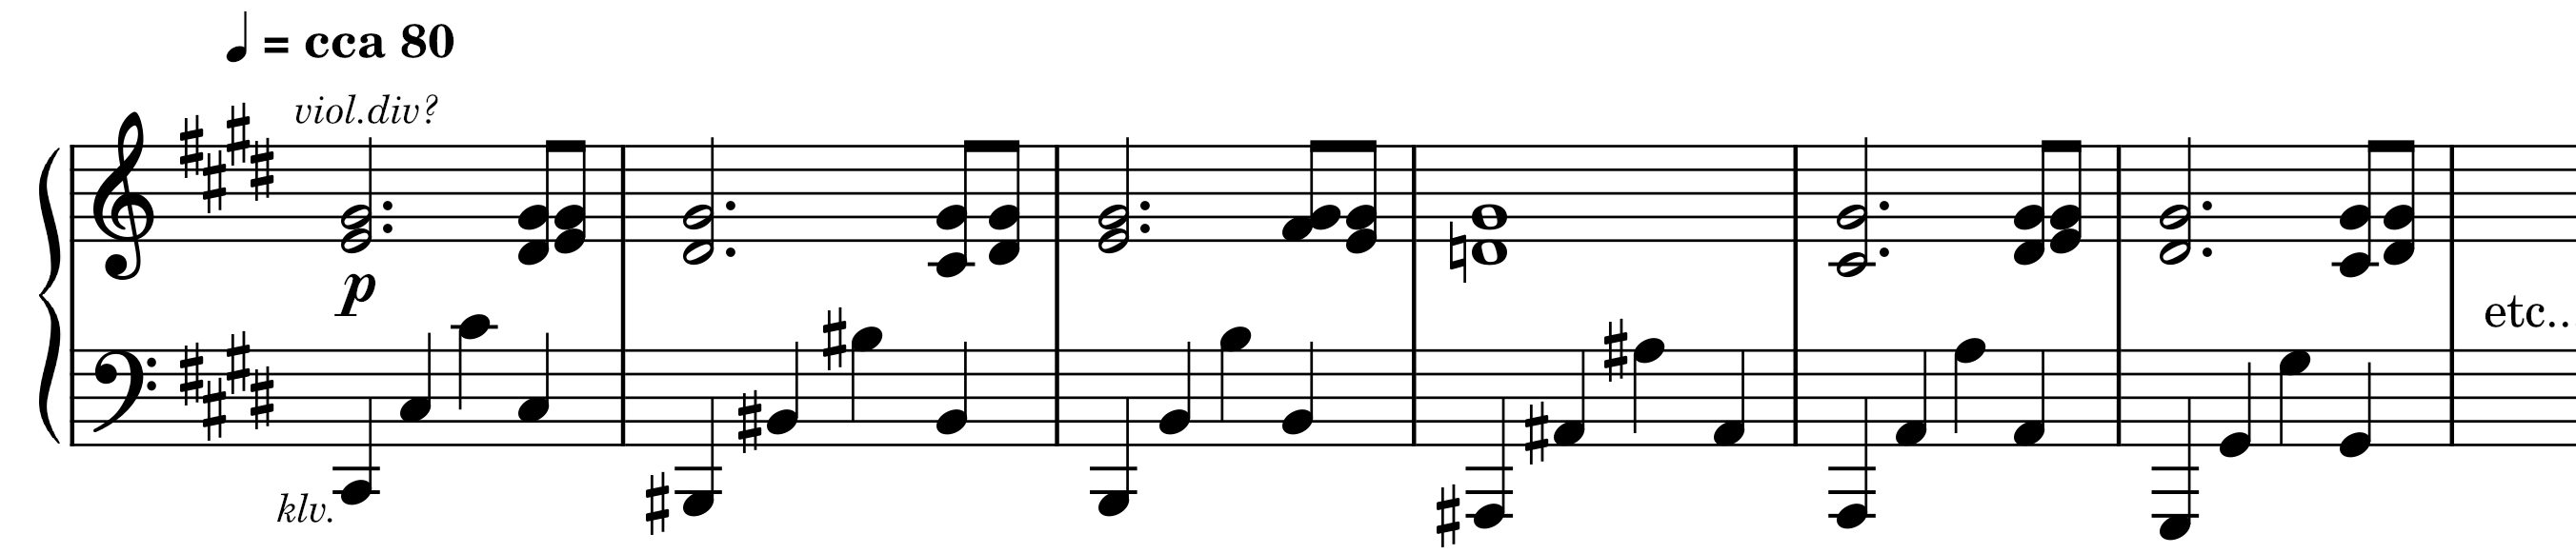 ♩ = cca 80
viol.div?
p
etc..
klv.